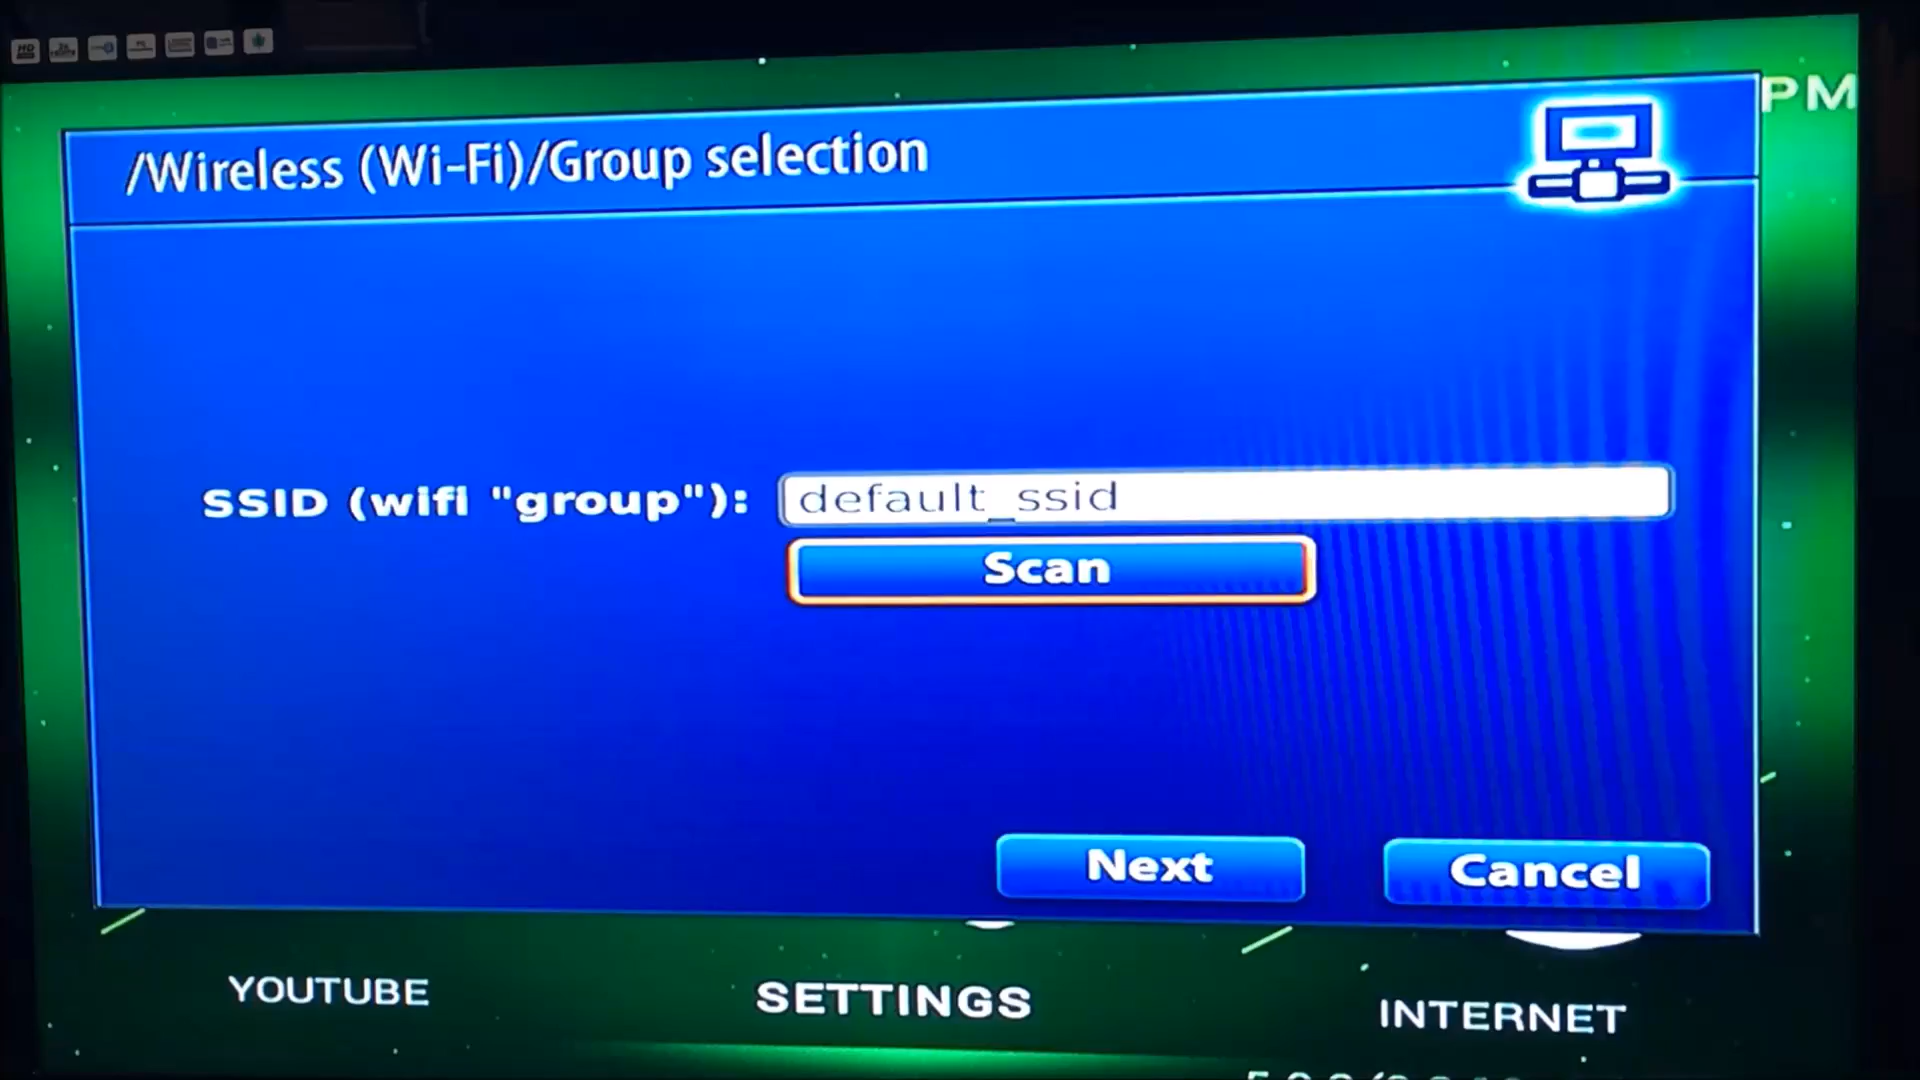 PM
/Wireless (Wi-Fi)/Group selection
SSID (wifi "group"): default_ssid
Scan
Next Cancel
YOUTUBE SETTINGS INTERNET